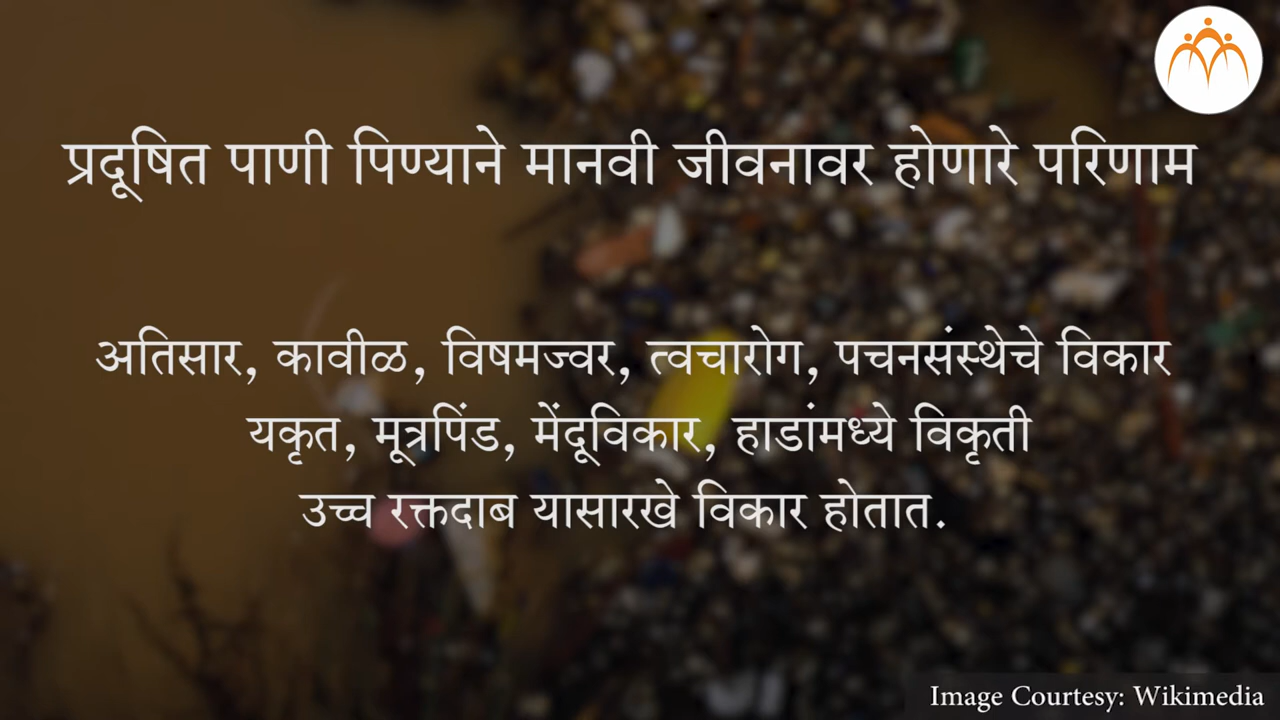 प्रदूषित पाणी पिण्याने मानवी जीवनावर होणारे परिणाम
अतिसार, कावीळ, विषमज्वर, त्वचारोग, पचनसंस्थेचे विकार
यकृत, मूत्रपिंड, मेंदूविकार, हाडांमध्ये विकृती
उच्च रक्तदाब यासारखे विकार होतात.
Image Courtesy: Wikimedia